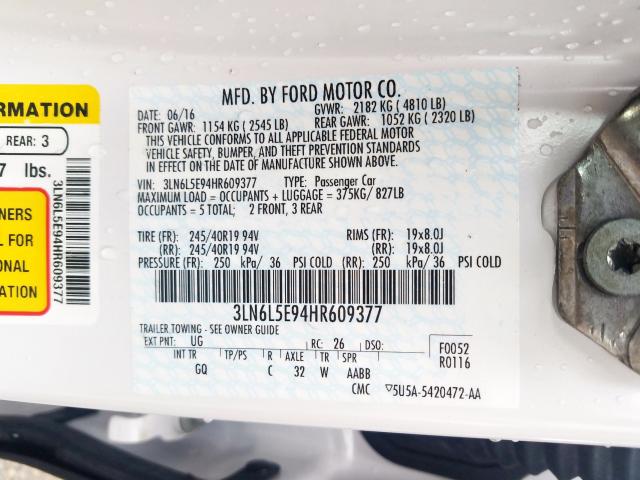 MFD. BY FORD MOTOR CO.
DATE: 06/16 GVWR: 2182 KG ( 4810 LB)
FRONT GAWR: 1154 KG ( 2545 LB) REAR GAWR: 1052 KG ( 2320 LB)
THIS VEHICLE CONFORMS TO ALL APPLICABLE FEDERAL MOTOR
VEHICLE SAFETY, BUMPER, AND THEFT PREVENTION STANDARDS
IN EFFECT ON THE DATE OF MANUFACTURE SHOWN ABOVE.
VIN: 3LN6L5E94HR609377 TYPE: Passenger Car
MAXIMUM LOAD = OCCUPANTS + LUGGAGE = 375KG/ 827LB
OCCUPANTS = 5 TOTAL; 2 FRONT, 3 REAR
TIRE (FR): 245/40R19 94V RIMS (FR): 19x8.0J
(RR): 245/40R19 94V (RR): 19x8.0J
PRESSURE (FR): 250 kPa/ 36 PSI COLD (RR): 250 kPa/ 36 PSI COLD
3LN6L5E94HR609377
TRAILER TOWING - SEE OWNER GUIDE
EXT PNT: UG RC: 26 DSO:
INT TR TP/PS R AXLE TR SPR
GQ C 32 W AABB
F0052
R0116
CMC ▽5U5A-5420472-AA
ORMATION
REAR: 3
7 lbs.
NERS
L FOR
ONAL
ATION
3LN6L5E94HR609377